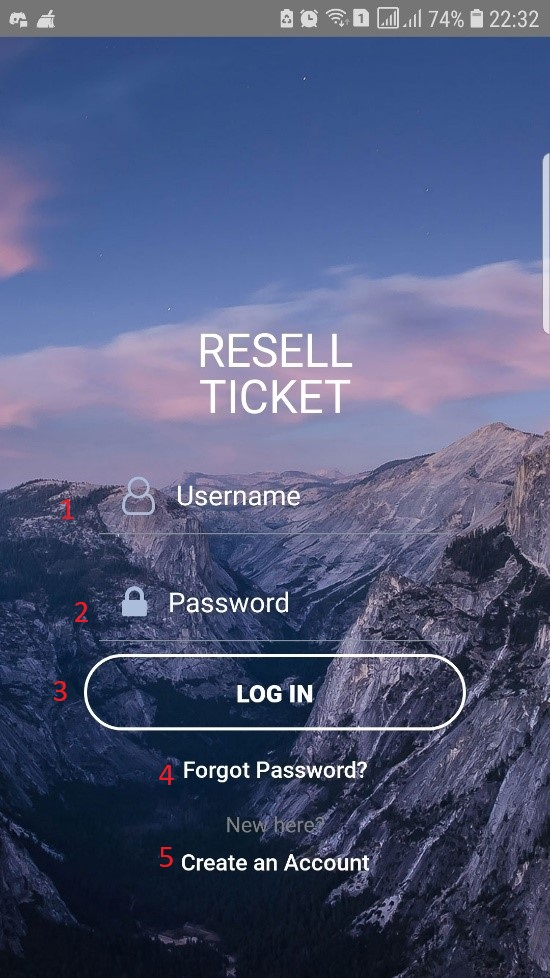 1 74% 22:32
RESELL
TICKET
1 Username
2 Password
3 LOG IN
4 Forgot Password?
New here?
5 Create an Account